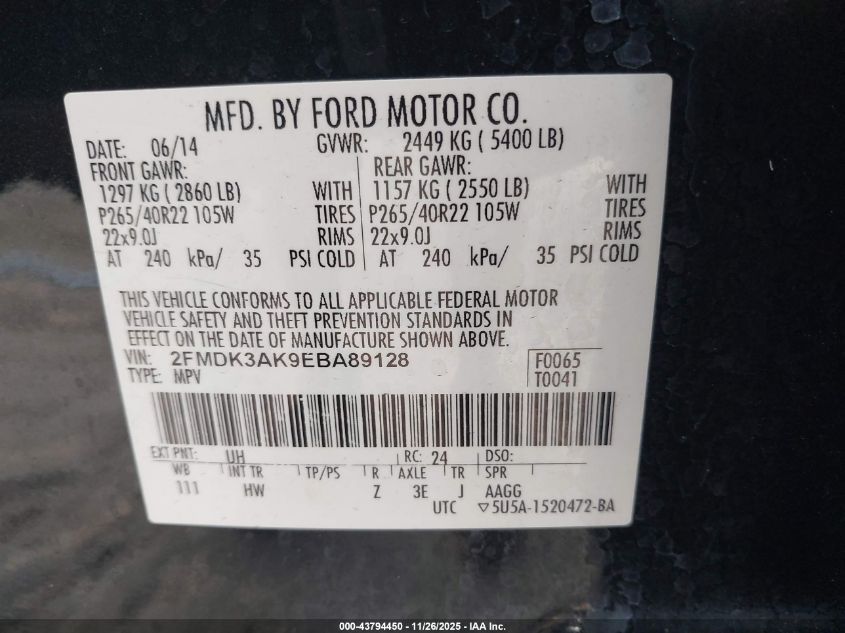 MFD. BY FORD MOTOR CO.
DATE: 06/14 GVWR: 2449 KG ( 5400 LB)
FRONT GAWR: REAR GAWR:
1297 KG ( 2860 LB) WITH 1157 KG ( 2550 LB) WITH
P265/40R22 105W TIRES P265/40R22 105W TIRES
22x9.0J RIMS 22x9.0J RIMS
AT 240 kPa/ 35 PSI COLD AT 240 kPa/ 35 PSI COLD
THIS VEHICLE CONFORMS TO ALL APPLICABLE FEDERAL MOTOR
VEHICLE SAFETY AND THEFT PREVENTION STANDARDS IN
EFFECT ON THE DATE OF MANUFACTURE SHOWN ABOVE.
VIN: 2FMDK3AK9EBA89128 F0065
TYPE: MPV T0041
EXT PNT: UH RC: 24 DSO:
WB INT TR TP/PS R AXLE TR SPR
111 HW Z 3E J AAGG
UTC ▽5U5A-1520472-BA
000-43794450 - 11/26/2025 - IAA Inc.